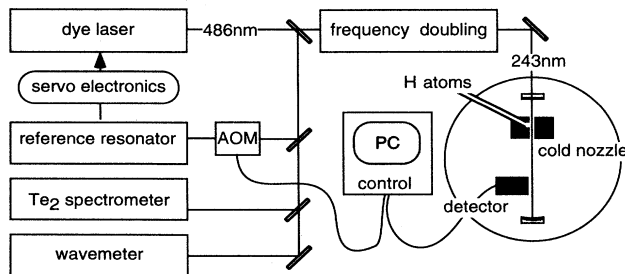 dye laser
486nm
frequency doubling
243nm
servo electronics
H atoms
reference resonator
AOM
PC
control
cold nozzle
Te2 spectrometer
detector
wavemeter